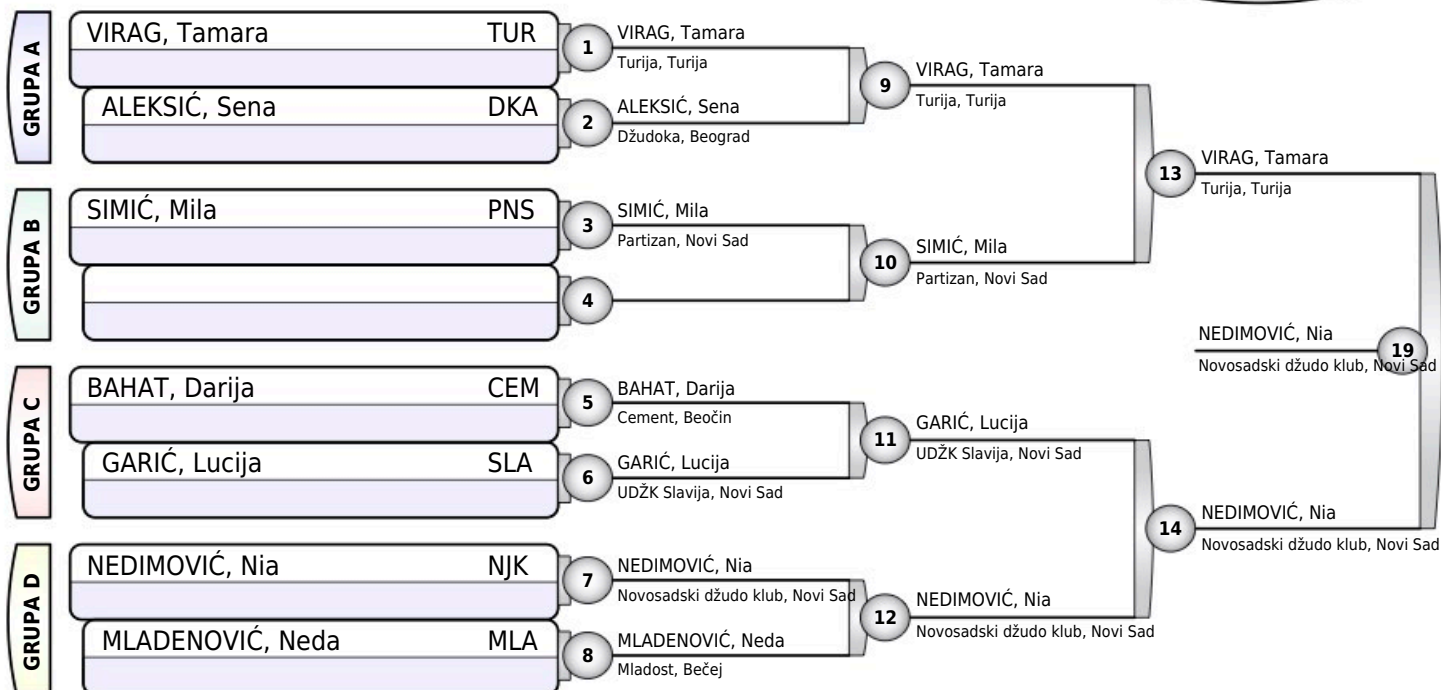 GRUPA A
VIRAG, Tamara TUR
ALEKSIĆ, Sena DKA
1
VIRAG, Tamara
Turija, Turija
2
ALEKSIĆ, Sena
Džudoka, Beograd
9
VIRAG, Tamara
Turija, Turija
GRUPA B
SIMIĆ, Mila PNS
3
SIMIĆ, Mila
Partizan, Novi Sad
4
10
SIMIĆ, Mila
Partizan, Novi Sad
13
VIRAG, Tamara
Turija, Turija
GRUPA C
BAHAT, Darija CEM
GARIĆ, Lucija SLA
5
BAHAT, Darija
Cement, Beočin
6
GARIĆ, Lucija
UDŽK Slavija, Novi Sad
11
GARIĆ, Lucija
UDŽK Slavija, Novi Sad
GRUPA D
NEDIMOVIĆ, Nia NJK
MLADENOVIĆ, Neda MLA
7
NEDIMOVIĆ, Nia
Novosadski džudo klub, Novi Sad
8
MLADENOVIĆ, Neda
Mladost, Bečej
12
NEDIMOVIĆ, Nia
Novosadski džudo klub, Novi Sad
14
NEDIMOVIĆ, Nia
Novosadski džudo klub, Novi Sad
19
NEDIMOVIĆ, Nia
Novosadski džudo klub, Novi Sad